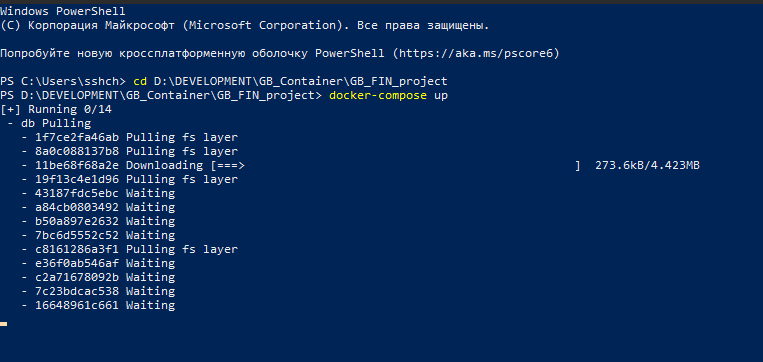 Windows PowerShell
(C) Корпорация Майкрософт (Microsoft Corporation). Все права защищены.
Попробуйте новую кроссплатформенную оболочку PowerShell (https://aka.ms/pscore6)
PS C:\Users\sshch> cd D:\DEVELOPMENT\GB_Container\GB_FIN_project
PS D:\DEVELOPMENT\GB_Container\GB_FIN_project> docker-compose up
[+] Running 0/14
 - db Pulling
   - 1f7ce2fa46ab Pulling fs layer
   - 8a0c088137b8 Pulling fs layer
   - 11be68f68a2e Downloading [===>                                               ]  273.6kB/4.423MB
   - 19f13c4e1d96 Pulling fs layer
   - 43187fdc5ebc Waiting
   - a84cb0803492 Waiting
   - b50a897e2632 Waiting
   - 7bc6d5552c52 Waiting
   - c8161286a3f1 Pulling fs layer
   - e36f0ab546af Waiting
   - c2a71678092b Waiting
   - 7c23bdcac538 Waiting
   - 16648961c661 Waiting